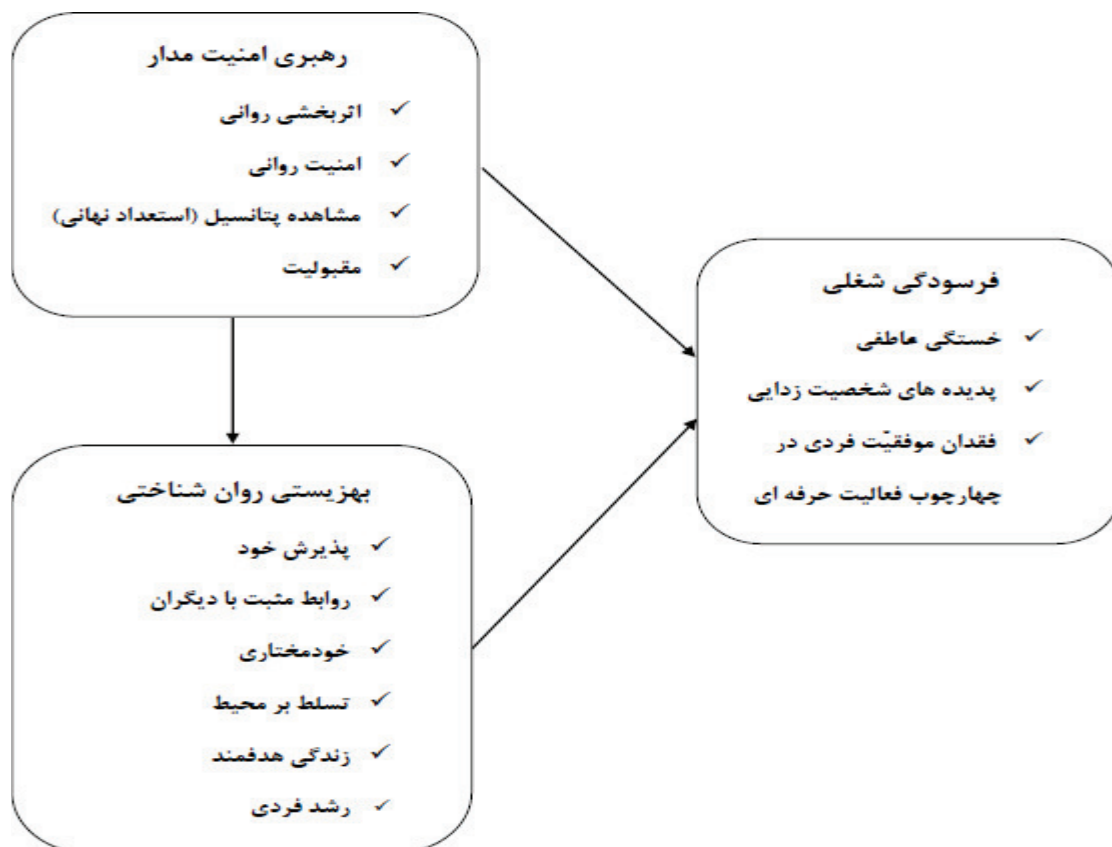 رهبری امنیت مدار
✓ اثربخشی روانی
✓ امنیت روانی
✓ مشاهده پتانسیل (استعداد نهانی)
✓ مقبولیت
فرسودگی شغلی
✓ خستگی عاطفی
✓ پدیده های شخصیت زدایی
✓ فقدان موفقیّت فردی در
چهارچوب فعالیت حرفه ای
بهزیستی روان شناختی
✓ پذیرش خود
✓ روابط مثبت با دیگران
✓ خودمختاری
✓ تسلط بر محیط
✓ زندگی هدفمند
✓ رشد فردی